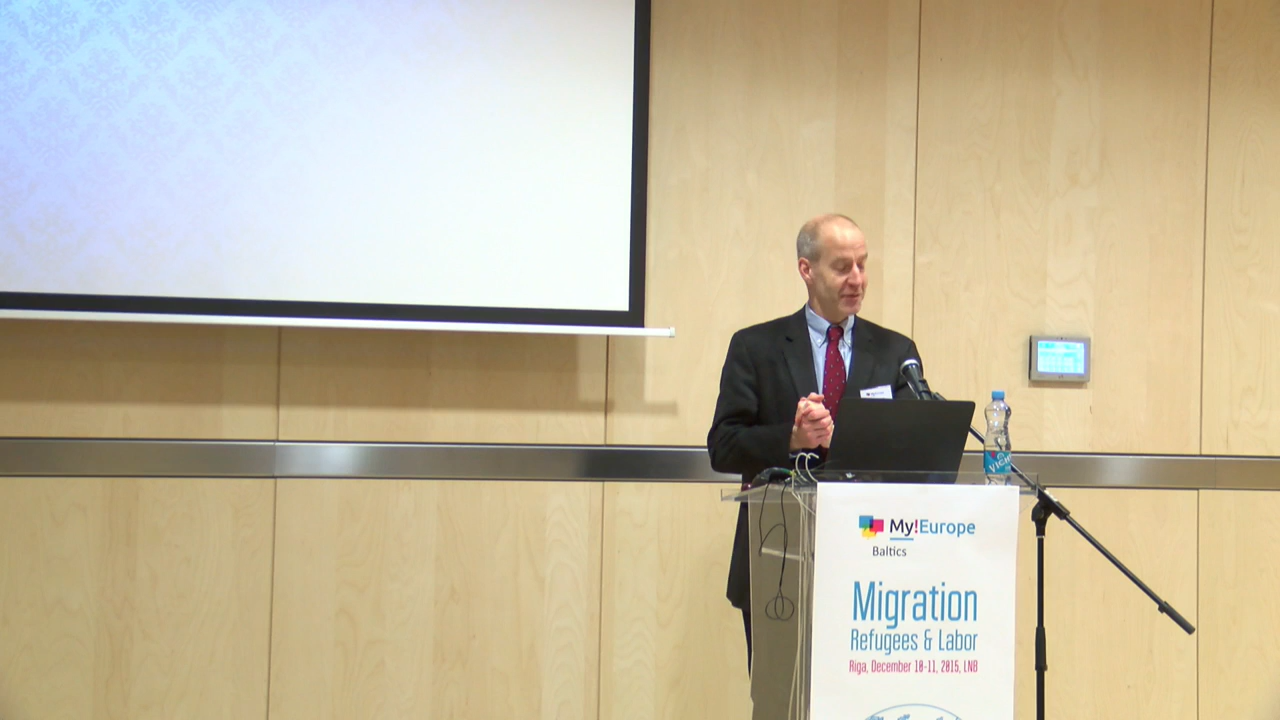 My!Europe
Baltics
Migration
Refugees & Labor
Riga, December 10-11, 2015, LNB